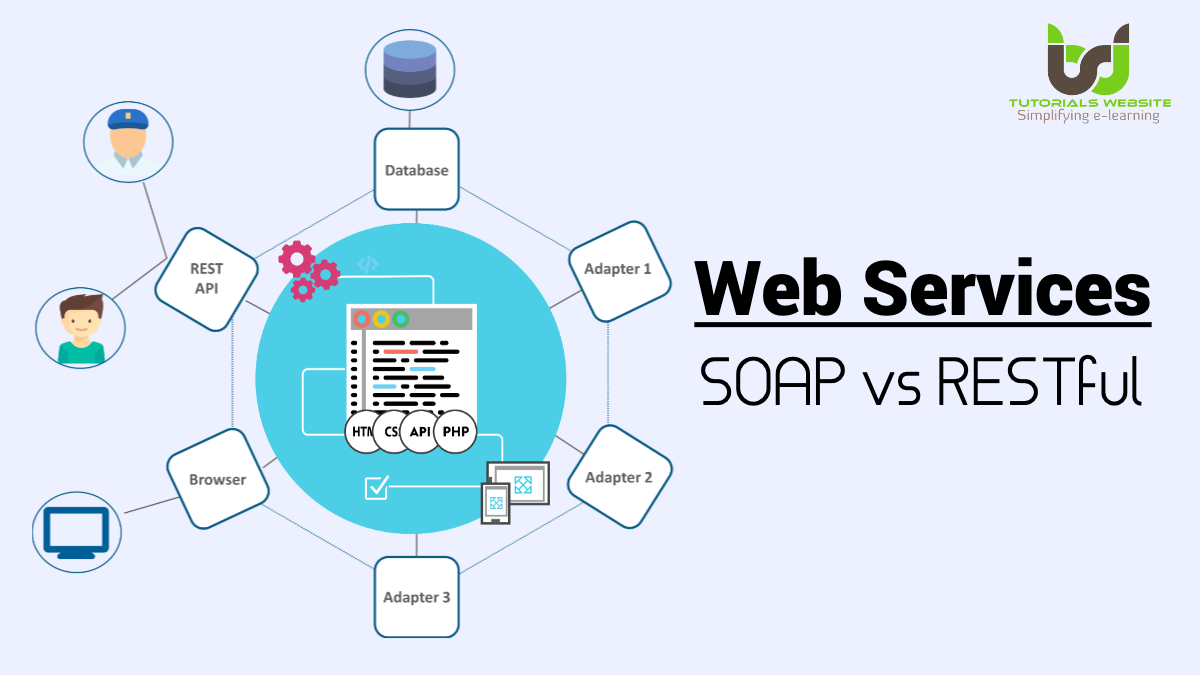 TUTORIALS WEBSITE
Simplifying e-learning
Database
REST
API
Adapter 1
</>
Web Services
SOAP vs RESTful
HTM
CS
API
PHP
Browser
Adapter 2
Adapter 3